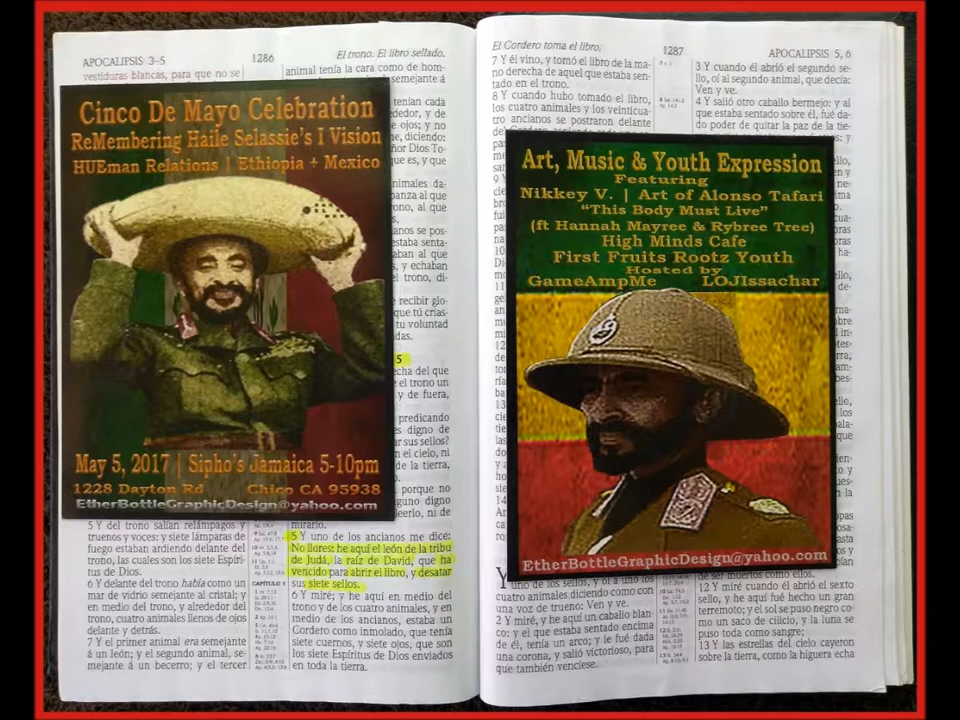 APOCALIPSIS 3–5
1286
El trono. El libro sellado.
vestiduras blancas, para que no se
animal tenía la cara como de hom-
Cinco De Mayo Celebration
ReMembering Haile Selassie's I Vision
HUEman Relations | Ethiopia + Mexico
May 5, 2017 | Sipho's Jamaica 5-10pm
1228 Dayton Rd Chico CA 95938
EtherBottleGraphicDesign@yahoo.com
5 Y del trono salían relámpagos y
truenos y voces: y siete lámparas de
fuego estaban ardiendo delante del
trono, las cuales son los siete Espíri-
tus de Dios.
6 Y delante del trono había como un
mar de vidrio semejante al cristal; y
en medio del trono, y alrededor del
trono, cuatro animales llenos de ojos
delante y detrás.
7 Y el primer animal era semejante
á un león; y el segundo animal, se-
mejante á un becerro; y el tercer
CAPÍTULO 5
tenían cada
mirarlo.
5 Y uno de los ancianos me dice:
No llores: he aquí el león de la tribu
de Judá, la raíz de David, que ha
vencido para abrir el libro, y desatar
sus siete sellos.
6 Y miré; y he aquí en medio del
trono y de los cuatro animales, y en
medio de los ancianos, estaba un
Cordero como inmolado, que tenía
siete cuernos, y siete ojos, que son
los siete Espíritus de Dios enviados
en toda la tierra.
El Cordero toma el libro.
1287
APOCALIPSIS 5, 6
7 Y él vino, y tomó el libro de la ma-
no derecha de aquel que estaba sen-
tado en el trono.
8 Y cuando hubo tomado el libro,
los cuatro animales y los veinticua-
tro ancianos se postraron delante
3 Y cuando él abrió el segundo se-
llo, oí al segundo animal, que decía:
Ven y ve.
4 Y salió otro caballo bermejo: y al
que estaba sentado sobre él, fué da-
do poder de quitar la paz de la tie-
Art, Music & Youth Expression
Featuring
Nikkey V. | Art of Alonso Tafari
"This Body Must Live"
(ft Hannah Mayree & Rybree Tree)
High Minds Cafe
First Fruits Rootz Youth
Hosted by
GameAmpMe LOJIssachar
EtherBottleGraphicDesign@yahoo.com
uno de los sellos, y oí á uno los
cuatro animales diciendo como con
una voz de trueno: Ven y ve.
2 Y miré, y he aquí un caballo blan-
co: y el que estaba sentado encima
de él, tenía un arco; y le fué dada
una corona, y salió victorioso, para
que también venciese.
12 Y miré cuando él abrió el sexto
sello, y he aquí fué hecho un gran
terremoto; y el sol se puso negro co-
mo un saco de cilicio, y la luna se
puso toda como sangre;
13 Y las estrellas del cielo cayeron
sobre la tierra, como la higuera echa